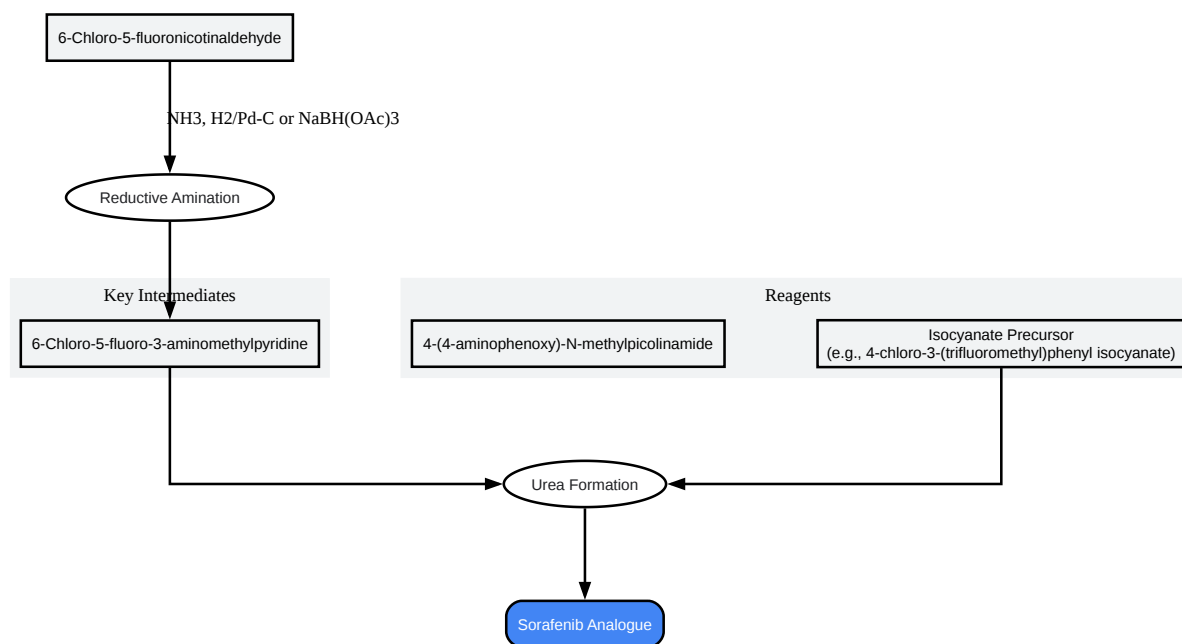 6-Chloro-5-fluoronicotinaldehyde
NH3, H2/Pd-C or NaBH(OAc)3
Reductive Amination
Key Intermediates
Reagents
6-Chloro-5-fluoro-3-aminomethylpyridine
4-(4-aminophenoxy)-N-methylpicolinamide
Isocyanate Precursor
(e.g., 4-chloro-3-(trifluoromethyl)phenyl isocyanate)
Urea Formation
Sorafenib Analogue